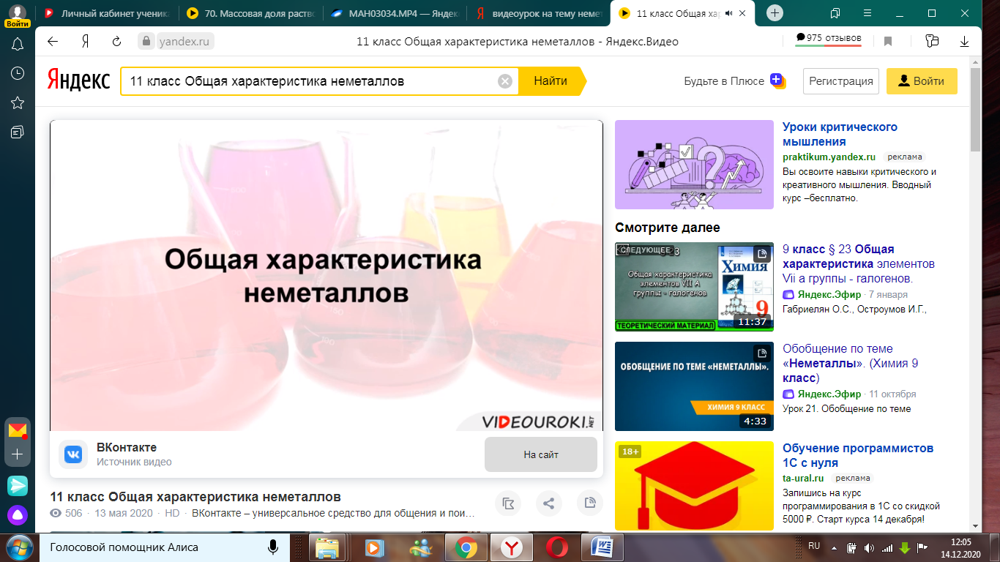 Войти
Личный кабинет ученик
70. Массовая доля раство
MAH03034.MP4 — Яндекс
видеоурок на тему немет
11 класс Общая хар
yandex.ru
11 класс Общая характеристика неметаллов - Яндекс.Видео
975 отзывов
Яндекс
11 класс Общая характеристика неметаллов
Найти
Будьте в Плюсе
Регистрация
Войти
Общая характеристика
неметаллов
VIDEOUROKI.NET
ВКонтакте
Источник видео
На сайт
11 класс Общая характеристика неметаллов
506 · 13 мая 2020 · HD · ВКонтакте – универсальное средство для общения и пои…
Уроки критического
мышления
praktikum.yandex.ru реклама
Вы освоите навыки критического и
креативного мышления. Вводный
курс –бесплатно.
Смотрите далее
СЛЕДУЮЩЕЕ
Общая характеристика
элементов VII А
группы - галогенов
Химия
9
ТЕОРЕТИЧЕСКИЙ МАТЕРИАЛ
11:37
9 класс § 23 Общая
характеристика элементов
Vii а группы - галогенов.
Яндекс.Эфир · 7 января
Габриелян О.С., Остроумов И.Г.,
ОБОБЩЕНИЕ ПО ТЕМЕ «НЕМЕТАЛЛЫ».
ХИМИЯ 9 КЛАСС
4:33
Обобщение по теме
«Неметаллы». (Химия 9
класс)
Яндекс.Эфир · 11 октября
Урок 21. Обобщение по теме
18+
Обучение программистов
1С с нуля
ta-ural.ru реклама
Запишись на курс
программирования в 1С со скидкой
5000 ₽. Старт курса 14 декабря!
Голосовой помощник Алиса
RU
12:05
14.12.2020